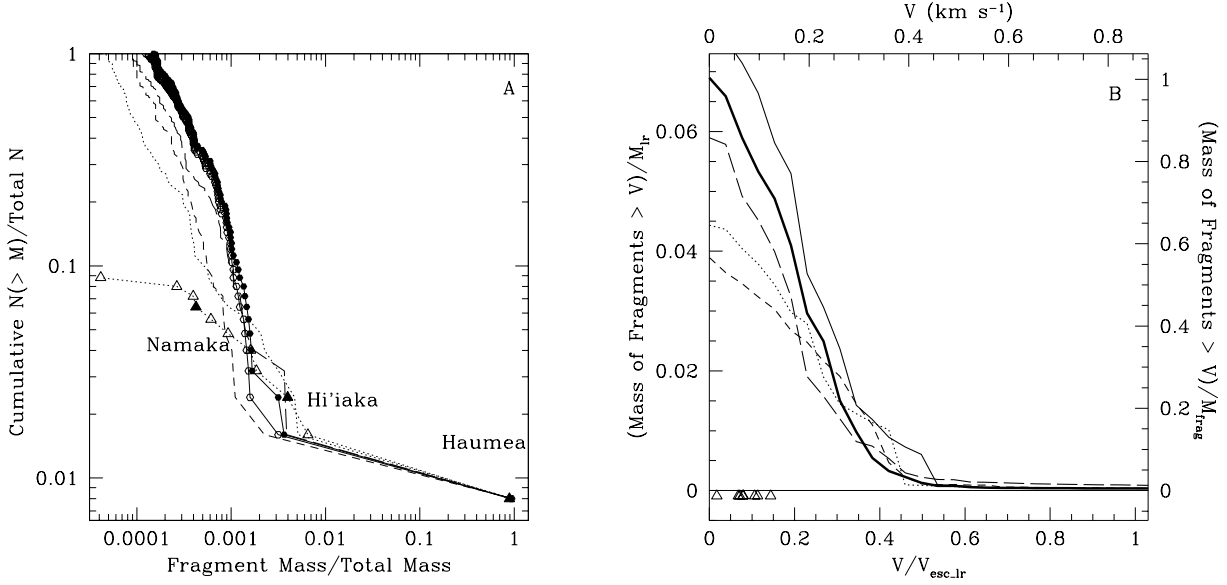 1
0.1
0.01
Cumulative N(> M)/Total N
A
Namaka
Hi'iaka
Haumea
0.0001 0.001 0.01 0.1 1
Fragment Mass/Total Mass
V (km s⁻¹)
0 0.2 0.4 0.6 0.8
B
0.06
0.04
0.02
0
(Mass of Fragments > V)/M_lr
1
0.8
0.6
0.4
0.2
0
(Mass of Fragments > V)/M_frag
0 0.2 0.4 0.6 0.8 1
V/V_esc_lr